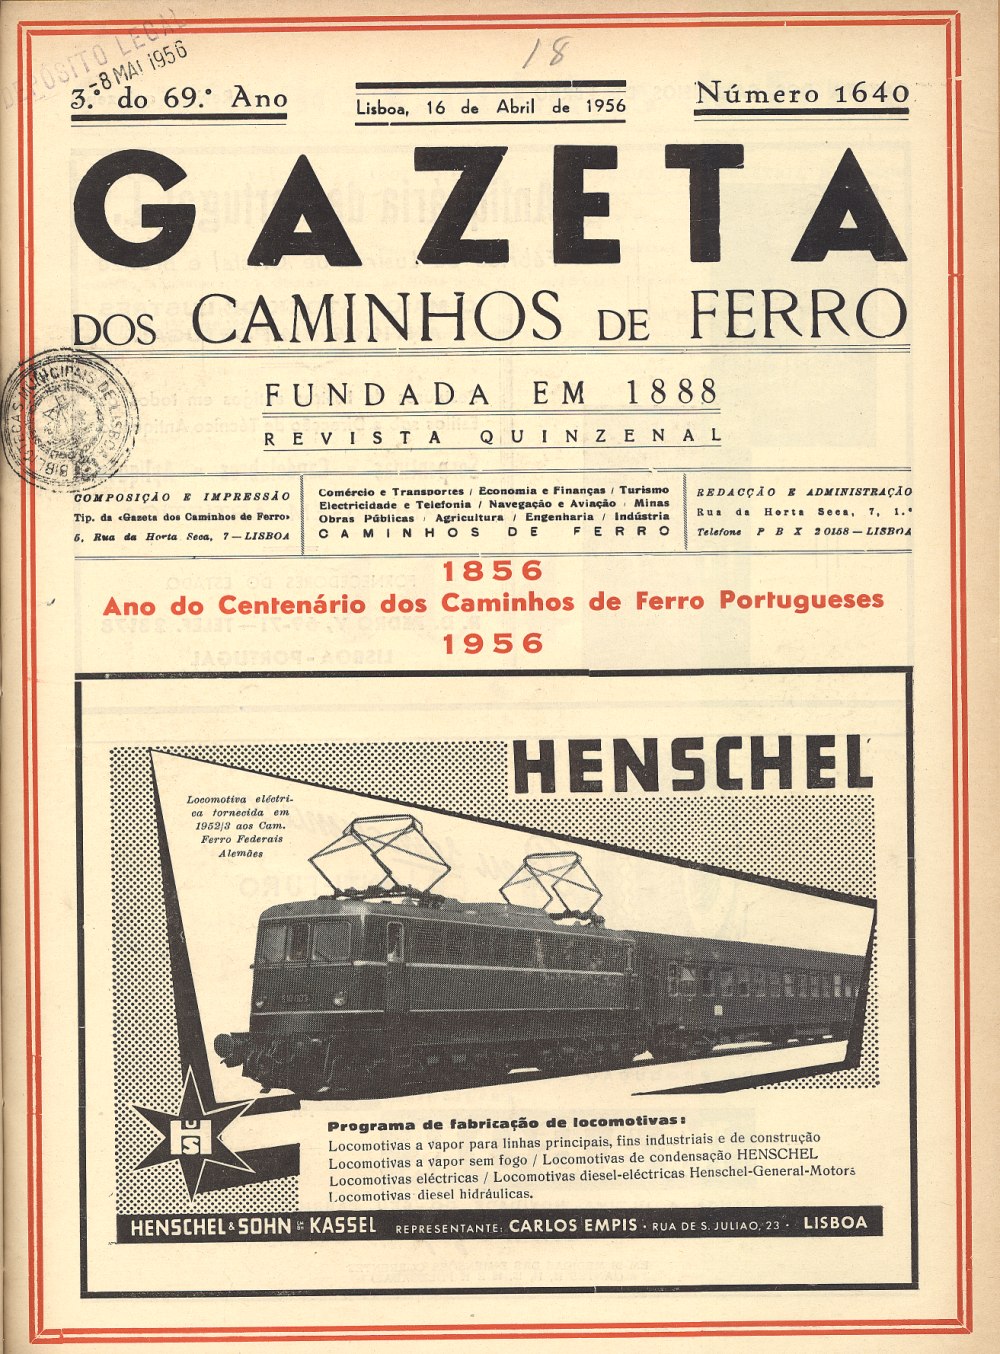 18
DEPÓSITO LEGAL
-8 MAI 1956
3.º do 69.º Ano
Lisboa, 16 de Abril de 1956
Número 1640
GAZETA
DOS CAMINHOS DE FERRO
FUNDADA EM 1888
REVISTA QUINZENAL
COMPOSIÇÃO E IMPRESSÃO
Tip. da «Gazeta dos Caminhos de Ferro»
5, Rua da Horta Seca, 7 — LISBOA
Comércio e Transportes / Economia e Finanças / Turismo
Electricidade e Telefonia / Navegação e Aviação / Minas
Obras Públicas / Agricultura / Engenharia / Indústria
CAMINHOS DE FERRO
REDACÇÃO E ADMINISTRAÇÃO
Rua da Horta Seca, 7, 1.º
Telefone P B X 20158 — LISBOA
1856
Ano do Centenário dos Caminhos de Ferro Portugueses
1956
HENSCHEL
Locomotiva eléctri-
ca fornecida em
1952/3 aos Cam.
Ferro Federais
Alemães
Programa de fabricação de locomotivas:
Locomotivas a vapor para linhas principais, fins industriais e de construção
Locomotivas a vapor sem fogo / Locomotivas de condensação HENSCHEL
Locomotivas eléctricas / Locomotivas diesel-eléctricas Henschel-General-Motors
Locomotivas diesel hidráulicas.
HENSCHEL & SOHN GMBH KASSEL REPRESENTANTE: CARLOS EMPIS · RUA DE S. JULIAO, 23 · LISBOA